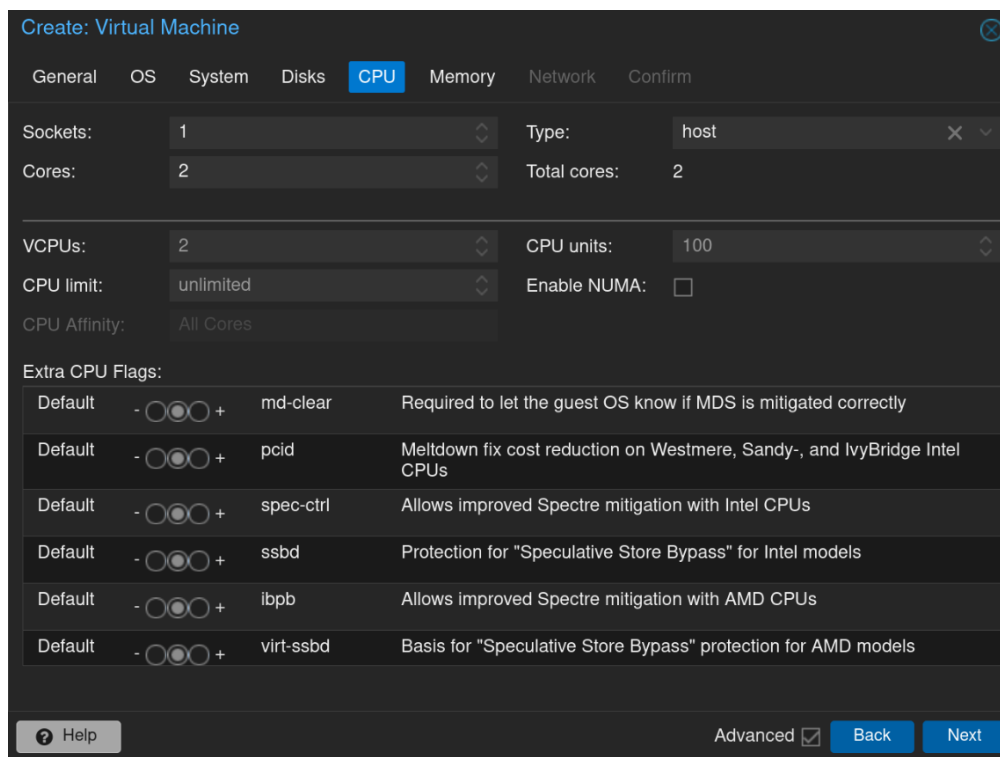 Create: Virtual Machine
General OS System Disks CPU Memory Network Confirm
Sockets: 1 Type: host
Cores: 2 Total cores: 2
VCPUs: 2 CPU units: 100
CPU limit: unlimited Enable NUMA:
CPU Affinity: All Cores
Extra CPU Flags:
Default - + md-clear Required to let the guest OS know if MDS is mitigated correctly
Default - + pcid Meltdown fix cost reduction on Westmere, Sandy-, and IvyBridge Intel
CPUs
Default - + spec-ctrl Allows improved Spectre mitigation with Intel CPUs
Default - + ssbd Protection for "Speculative Store Bypass" for Intel models
Default - + ibpb Allows improved Spectre mitigation with AMD CPUs
Default - + virt-ssbd Basis for "Speculative Store Bypass" protection for AMD models
? Help Advanced Back Next